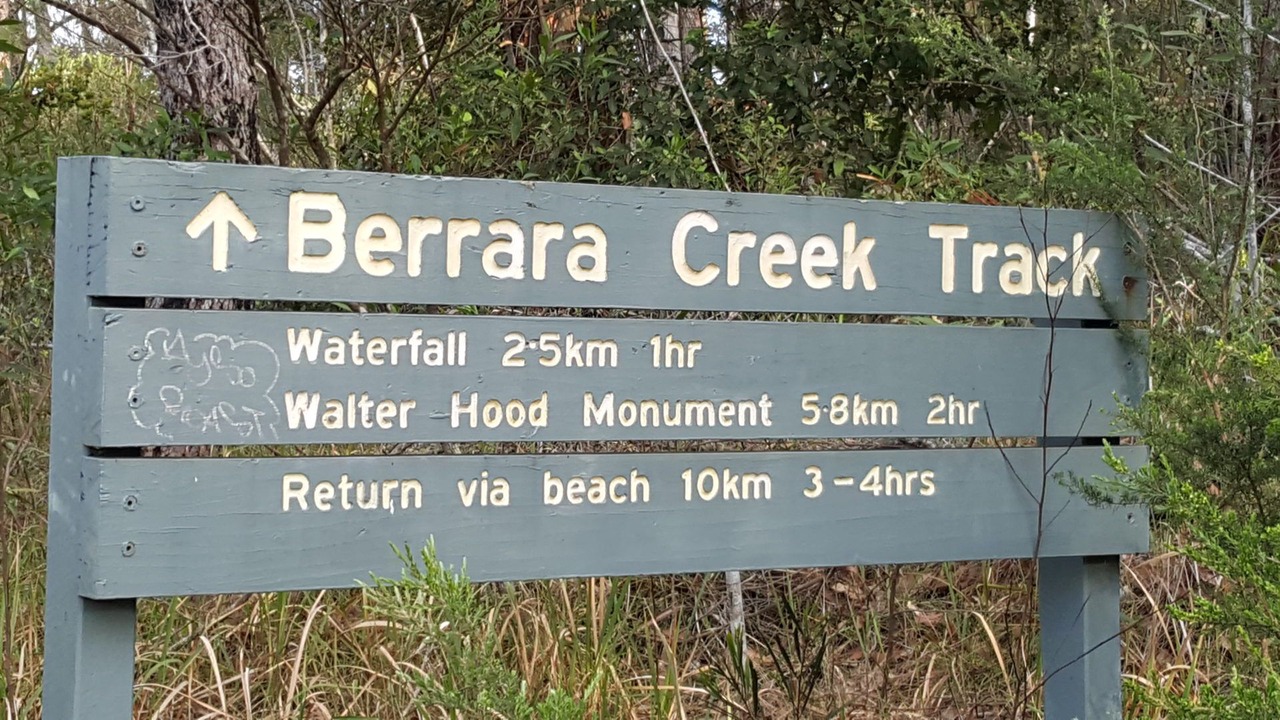 ↑ Berrara Creek Track
Waterfall 2·5km 1hr
Walter Hood Monument 5·8km 2hr
Return via beach 10km 3-4hrs